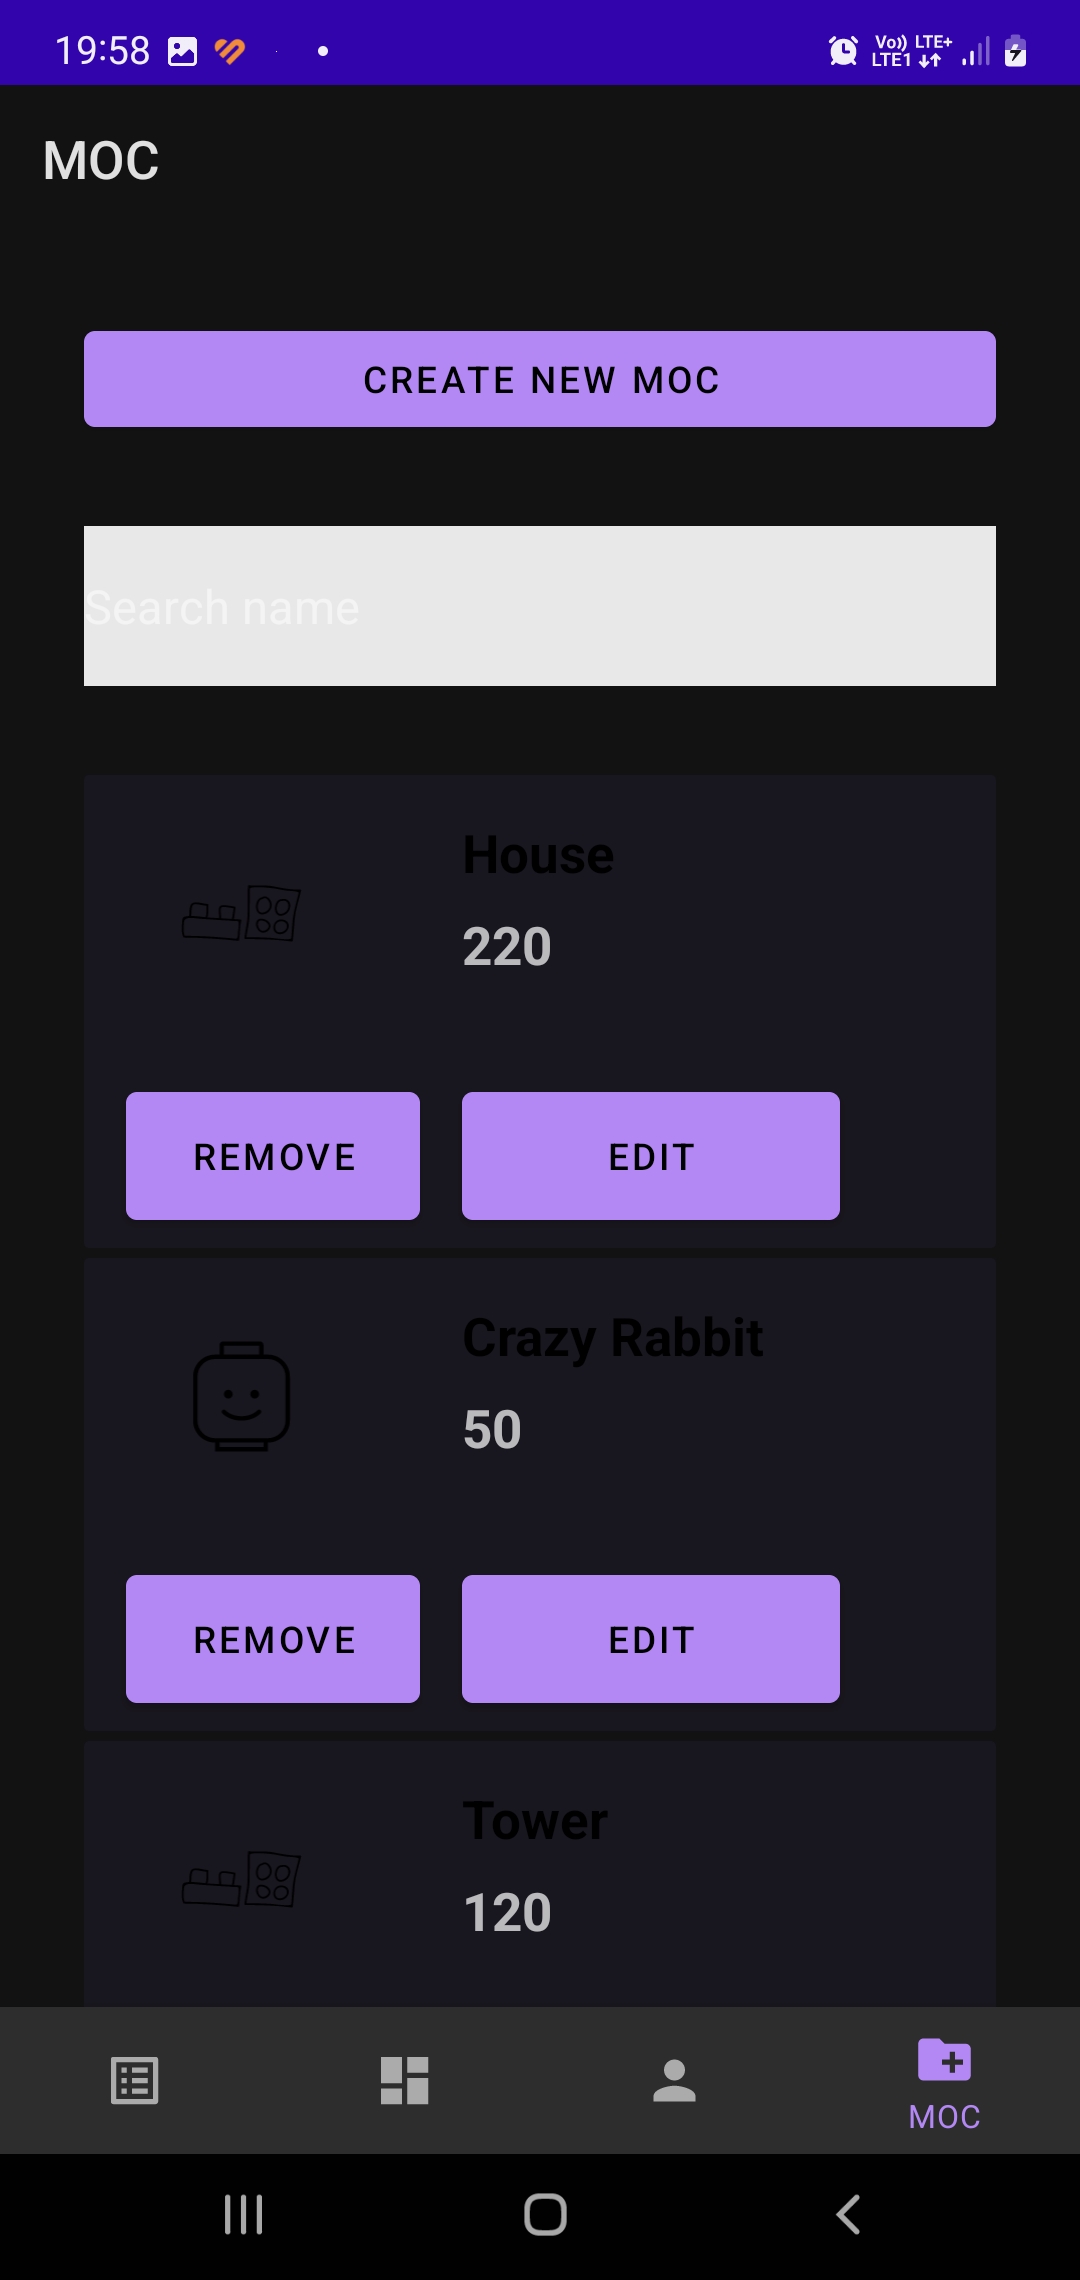 19:58
Vo)) LTE+
LTE1
MOC
CREATE NEW MOC
Search name
House
220
REMOVE EDIT
Crazy Rabbit
50
REMOVE EDIT
Tower
120
MOC